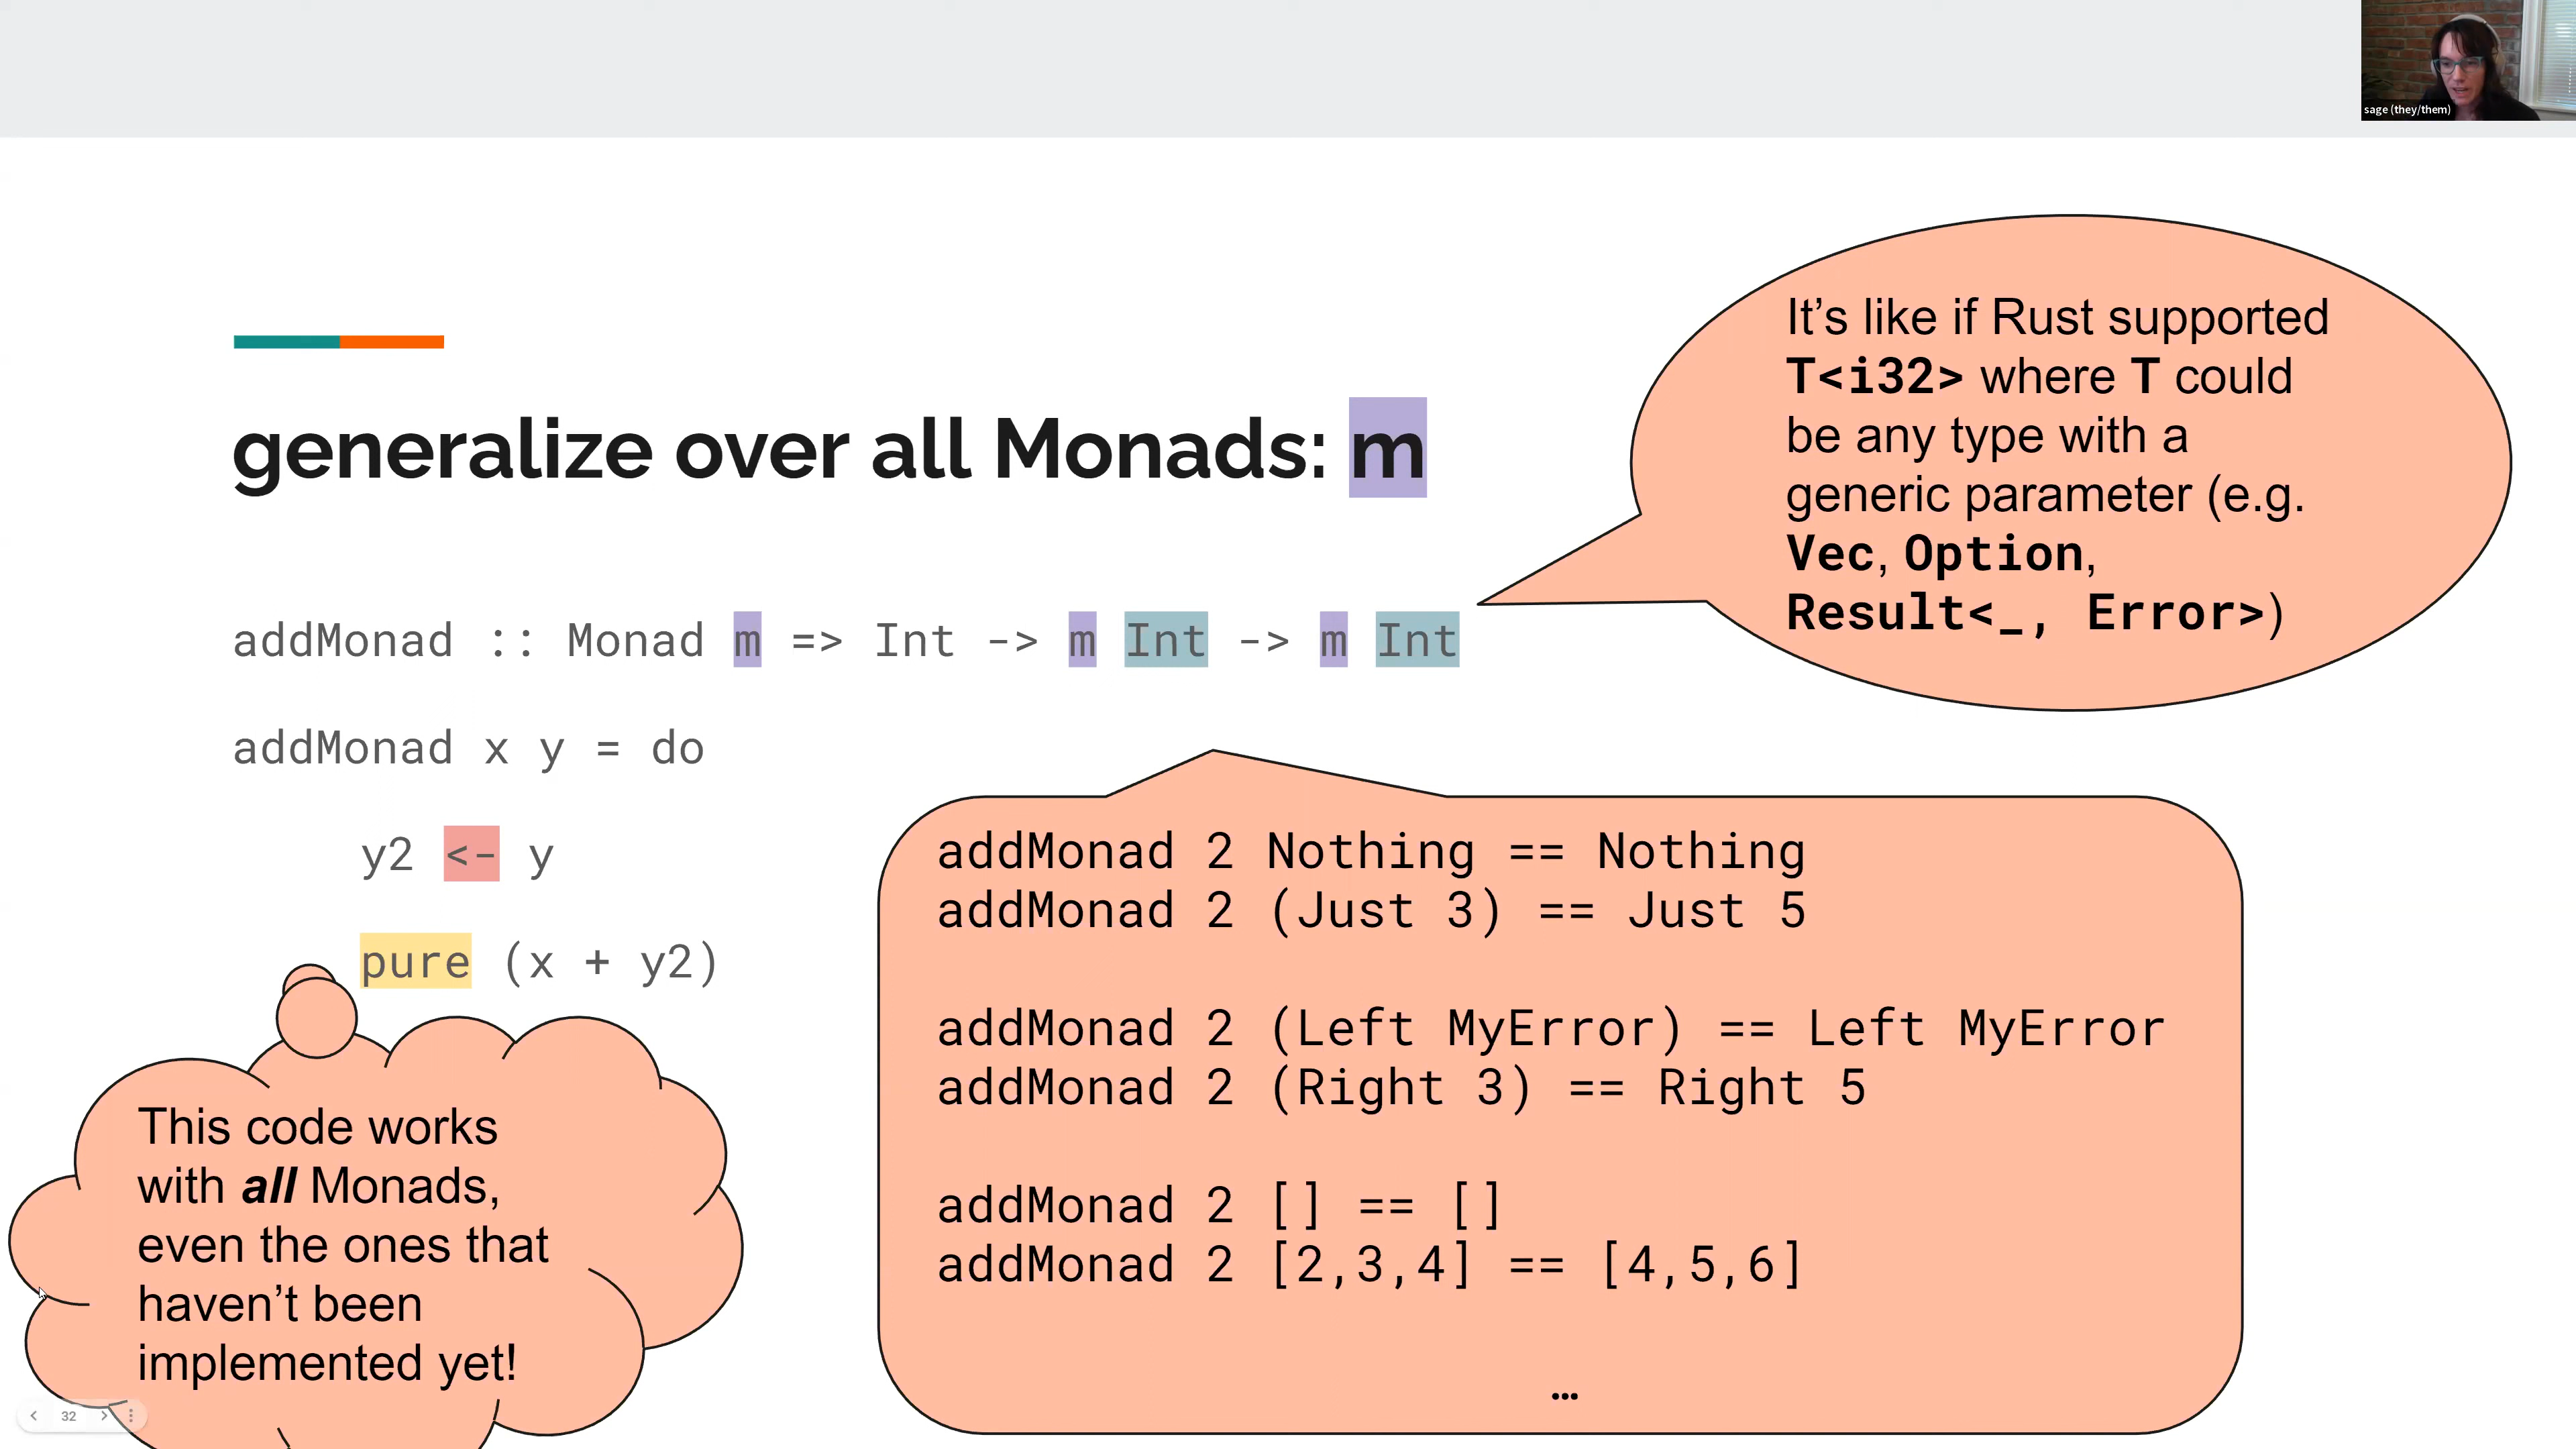 sage (they/them)
generalize over all Monads: m
addMonad :: Monad m => Int -> m Int -> m Int
addMonad x y = do
y2 <- y
pure (x + y2)
It’s like if Rust supported
T<i32> where T could
be any type with a
generic parameter (e.g.
Vec, Option,
Result<_, Error>)
addMonad 2 Nothing == Nothing
addMonad 2 (Just 3) == Just 5
addMonad 2 (Left MyError) == Left MyError
addMonad 2 (Right 3) == Right 5
addMonad 2 [] == []
addMonad 2 [2,3,4] == [4,5,6]
…
This code works
with all Monads,
even the ones that
haven’t been
implemented yet!
32